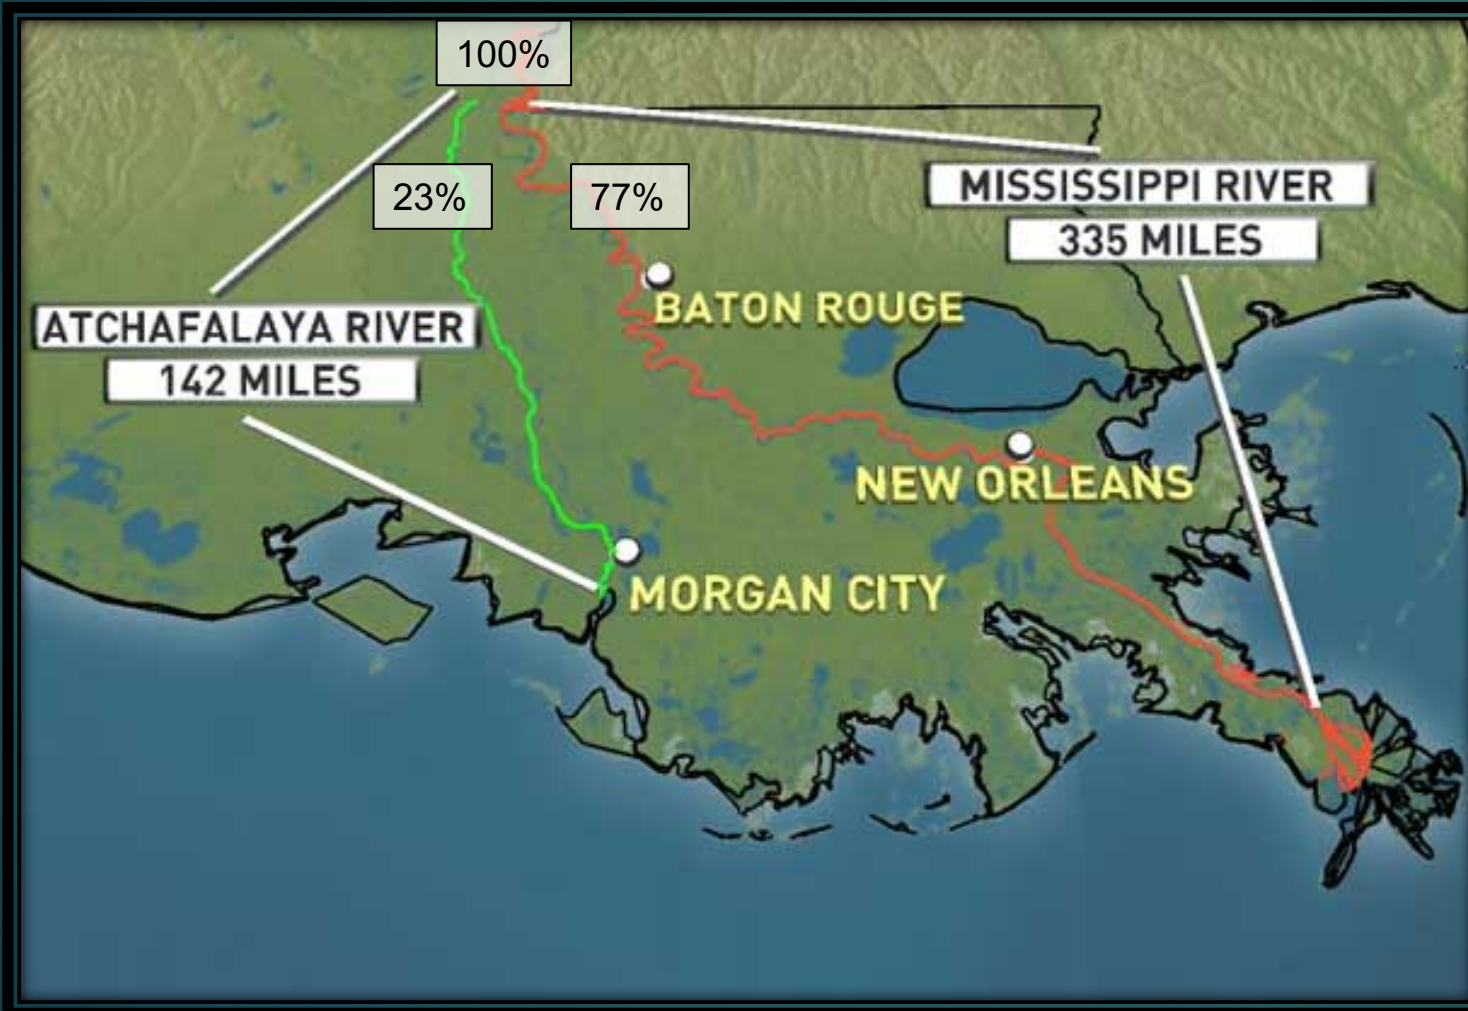 100%
23%
77%
MISSISSIPPI RIVER
335 MILES
BATON ROUGE
ATCHAFALAYA RIVER
142 MILES
NEW ORLEANS
MORGAN CITY